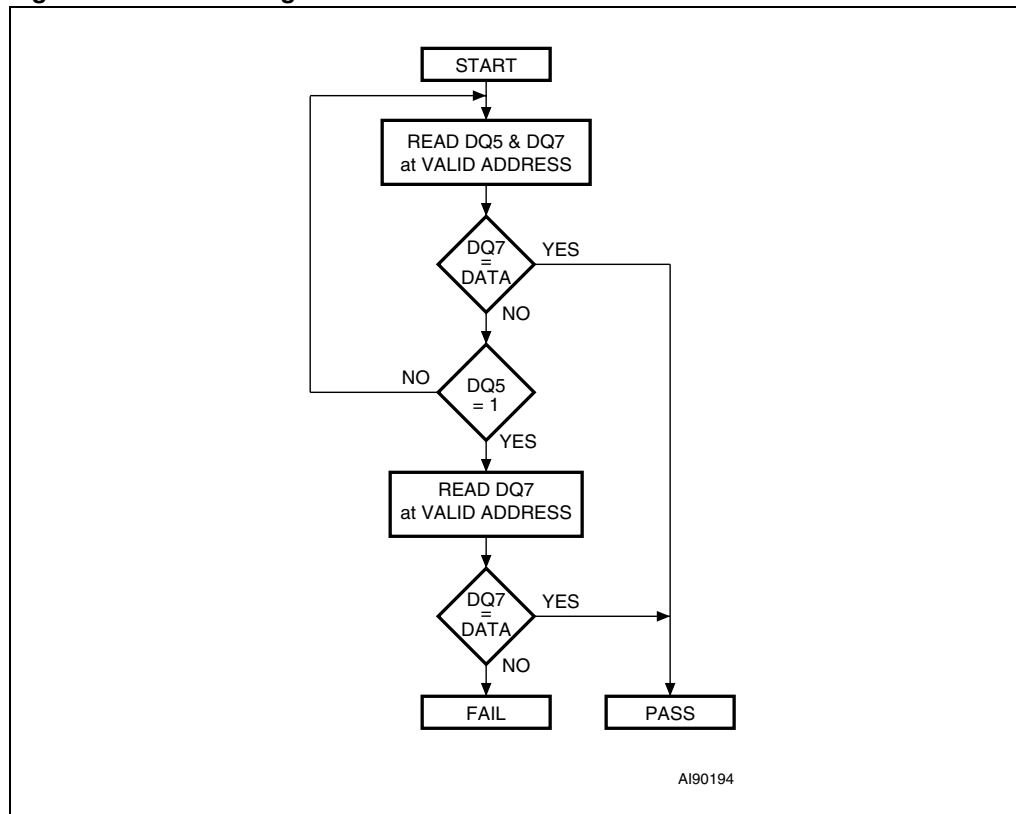 START
READ DQ5 & DQ7
at VALID ADDRESS
DQ7
=
DATA
YES
NO
NO
DQ5
= 1
YES
READ DQ7
at VALID ADDRESS
DQ7
=
DATA
YES
NO
FAIL
PASS
AI90194